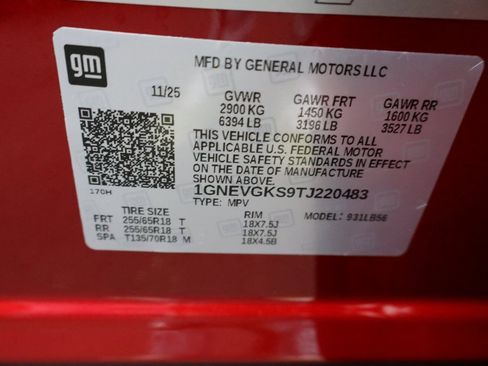 gm
MFD BY GENERAL MOTORS LLC
11/25 GVWR GAWR FRT GAWR RR
2900 KG 1450 KG 1600 KG
6394 LB 3196 LB 3527 LB
THIS VEHICLE CONFORMS TO ALL
APPLICABLE U.S. FEDERAL MOTOR
VEHICLE SAFETY STANDARDS IN EFFECT
ON THE DATE OF MANUFACTURE
SHOWN ABOVE.
170H
1GNEVGKS9TJ220483
TYPE: MPV
TIRE SIZE RIM MODEL: 931LB56
FRT 255/65R18 T 18X7.5J
RR 255/65R18 T 18X7.5J
SPA T135/70R18 M 18X4.5B